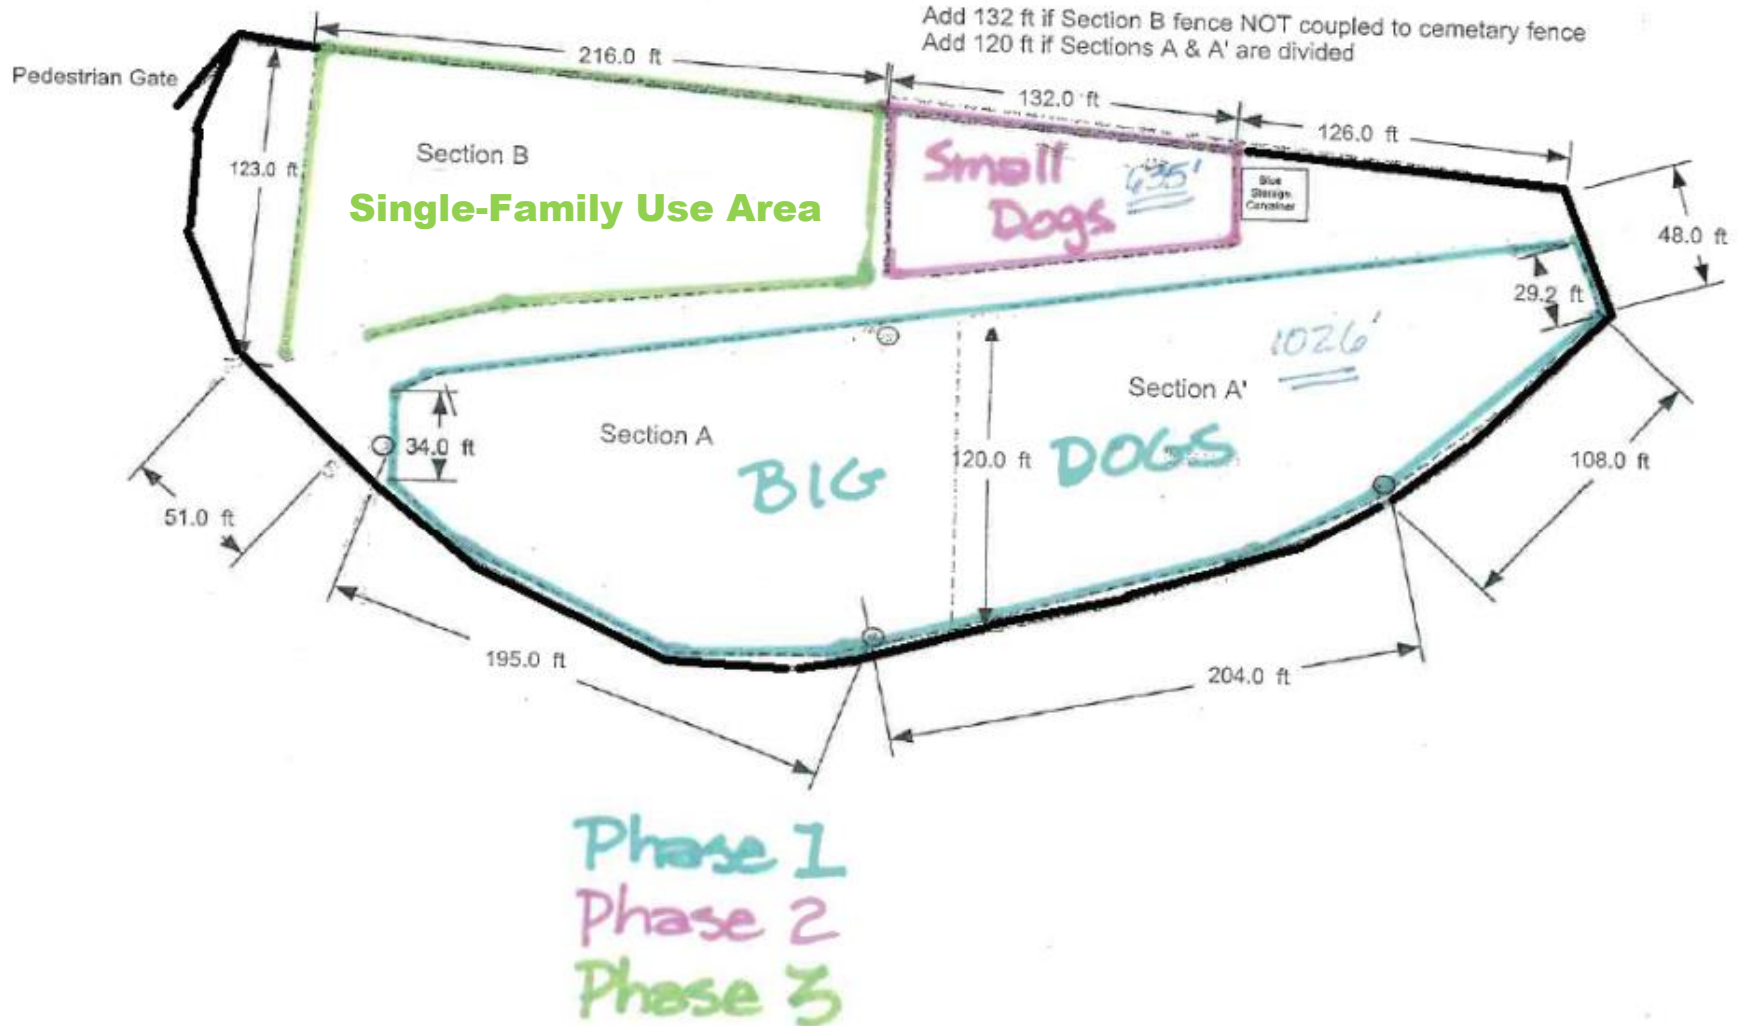 Add 132 ft if Section B fence NOT coupled to cemetary fence
Add 120 ft if Sections A & A' are divided
Pedestrian Gate
216.0 ft
132.0 ft
126.0 ft
123.0 ft
Section B
Single-Family Use Area
Small
Dogs
635'
Blue
Storage
Container
48.0 ft
29.2 ft
1026'
Section A'
Section A
34.0 ft
BIG
120.0 ft
DOGS
108.0 ft
51.0 ft
195.0 ft
204.0 ft
Phase 1
Phase 2
Phase 3